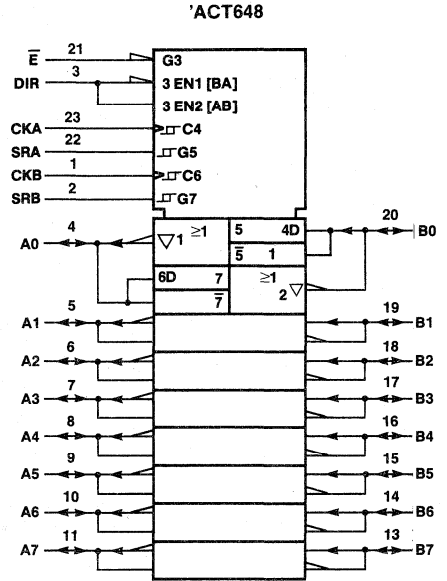 'ACT648
E̅ 21 G3
DIR 3 3 EN1 [BA]
3 EN2 [AB]
CKA 23 C4
SRA 22 G5
CKB 1 C6
SRB 2 G7
A0 4 ▽1 ≥1 5 4D 20 B0
5̅ 1
6D 7 ≥1
7̅ 2▽
A1 5 19 B1
A2 6 18 B2
A3 7 17 B3
A4 8 16 B4
A5 9 15 B5
A6 10 14 B6
A7 11 13 B7